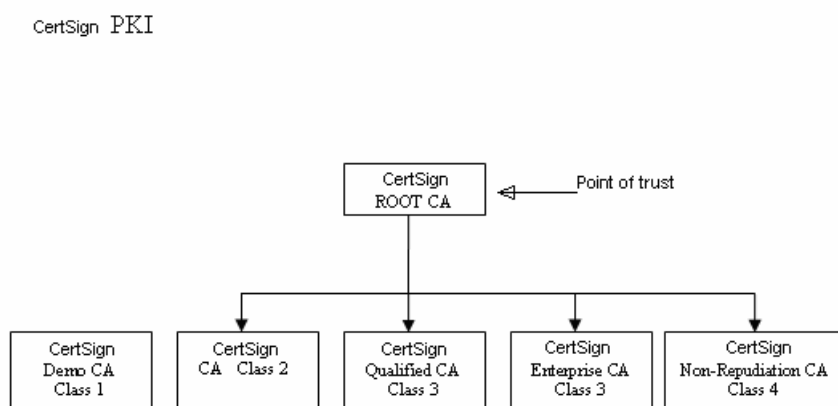 CertSign PKI
CertSign
ROOT CA
Point of trust
CertSign
Demo CA
Class 1
CertSign
CA Class 2
CertSign
Qualified CA
Class 3
CertSign
Enterprise CA
Class 3
CertSign
Non-Repudiation CA
Class 4